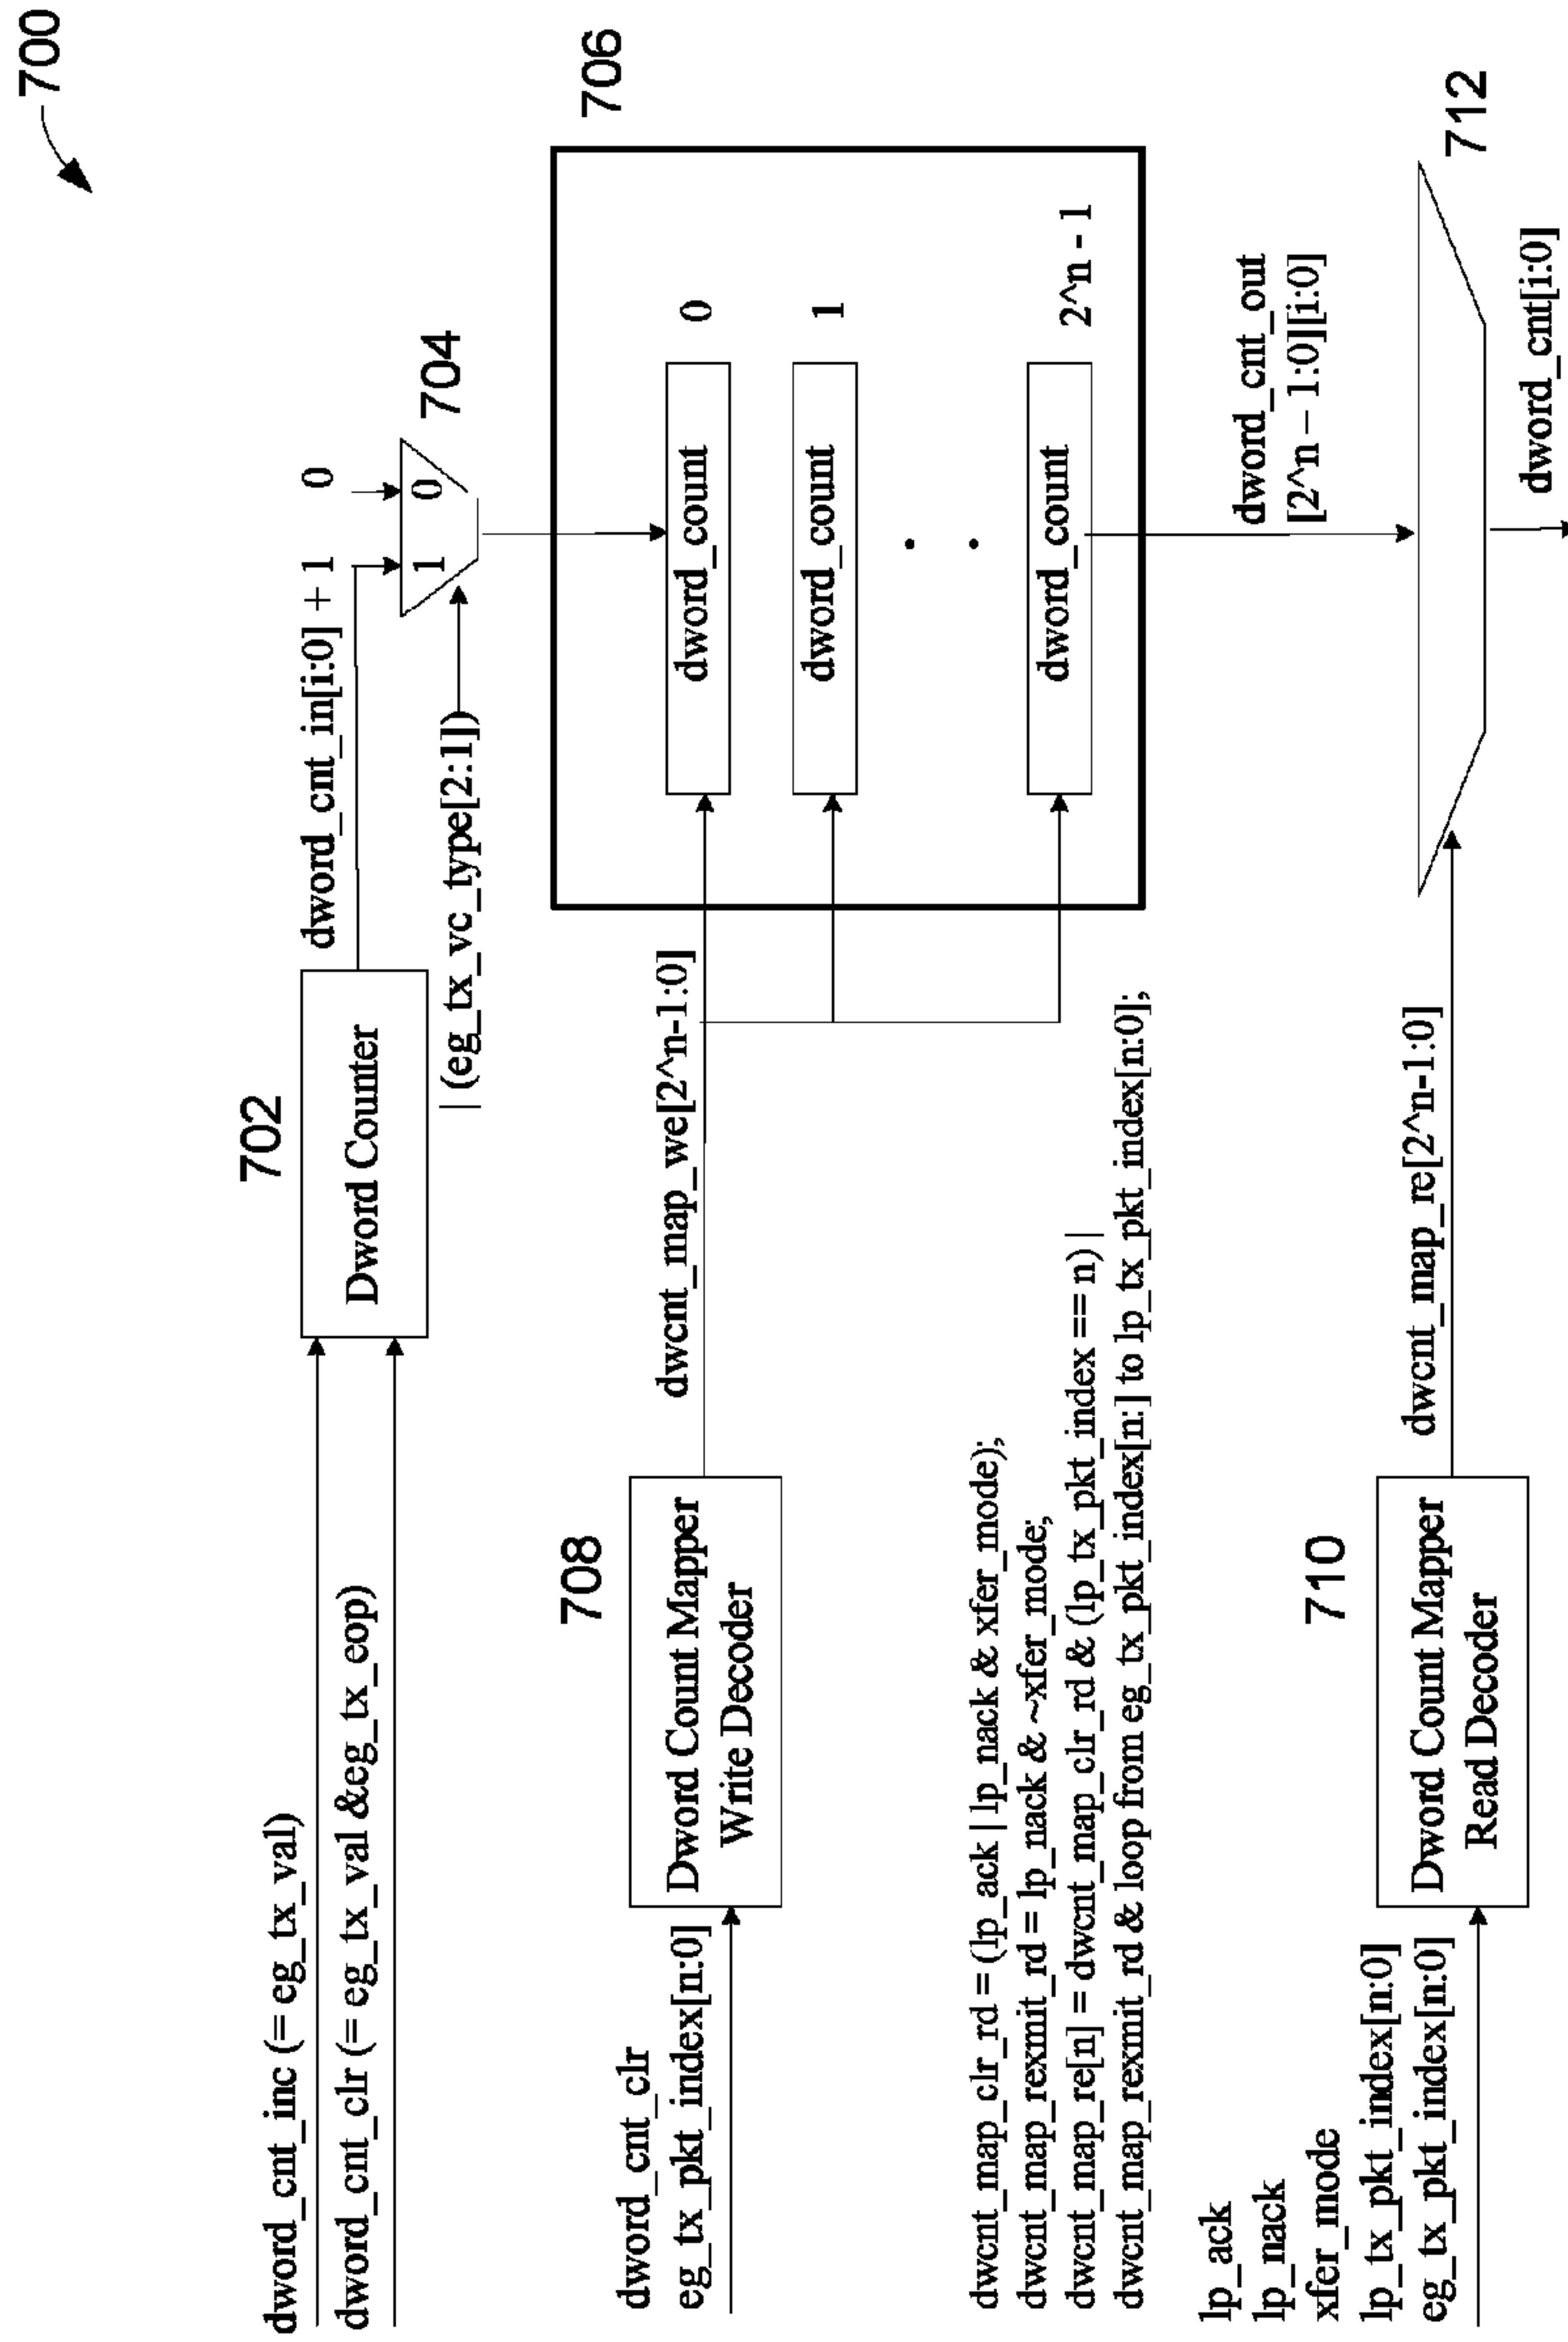 700
dword_cnt_inc (= eg_tx_val)
dword_cnt_clr (= eg_tx_val &eg_tx_eop)
702
Dword Counter
dword_cnt_in[i:0] + 1
0
1
0
704
| (eg_tx_vc_type[2:1])
706
dword_count
0
dword_count
1
.
.
dword_count
2^n - 1
dword_cnt_clr
eg_tx_pkt_index[n:0]
708
Dword Count Mapper
Write Decoder
dwcnt_map_we[2^n-1:0]
dwcnt_map_clr_rd = (lp_ack | lp_nack & xfer_mode);
dwcnt_map_rexmit_rd = lp_nack & ~xfer_mode;
dwcnt_map_re[n] = dwcnt_map_clr_rd & (lp_tx_pkt_index == n) |
dwcnt_map_rexmit_rd & loop from eg_tx_pkt_index[n:] to lp_tx_pkt_index[n:0];
lp_ack
lp_nack
xfer_mode
lp_tx_pkt_index[n:0]
eg_tx_pkt_index[n:0]
710
Dword Count Mapper
Read Decoder
dwcnt_map_re[2^n-1:0]
dword_cnt_out
[2^n – 1:0][i:0]
712
dword_cnt[i:0]